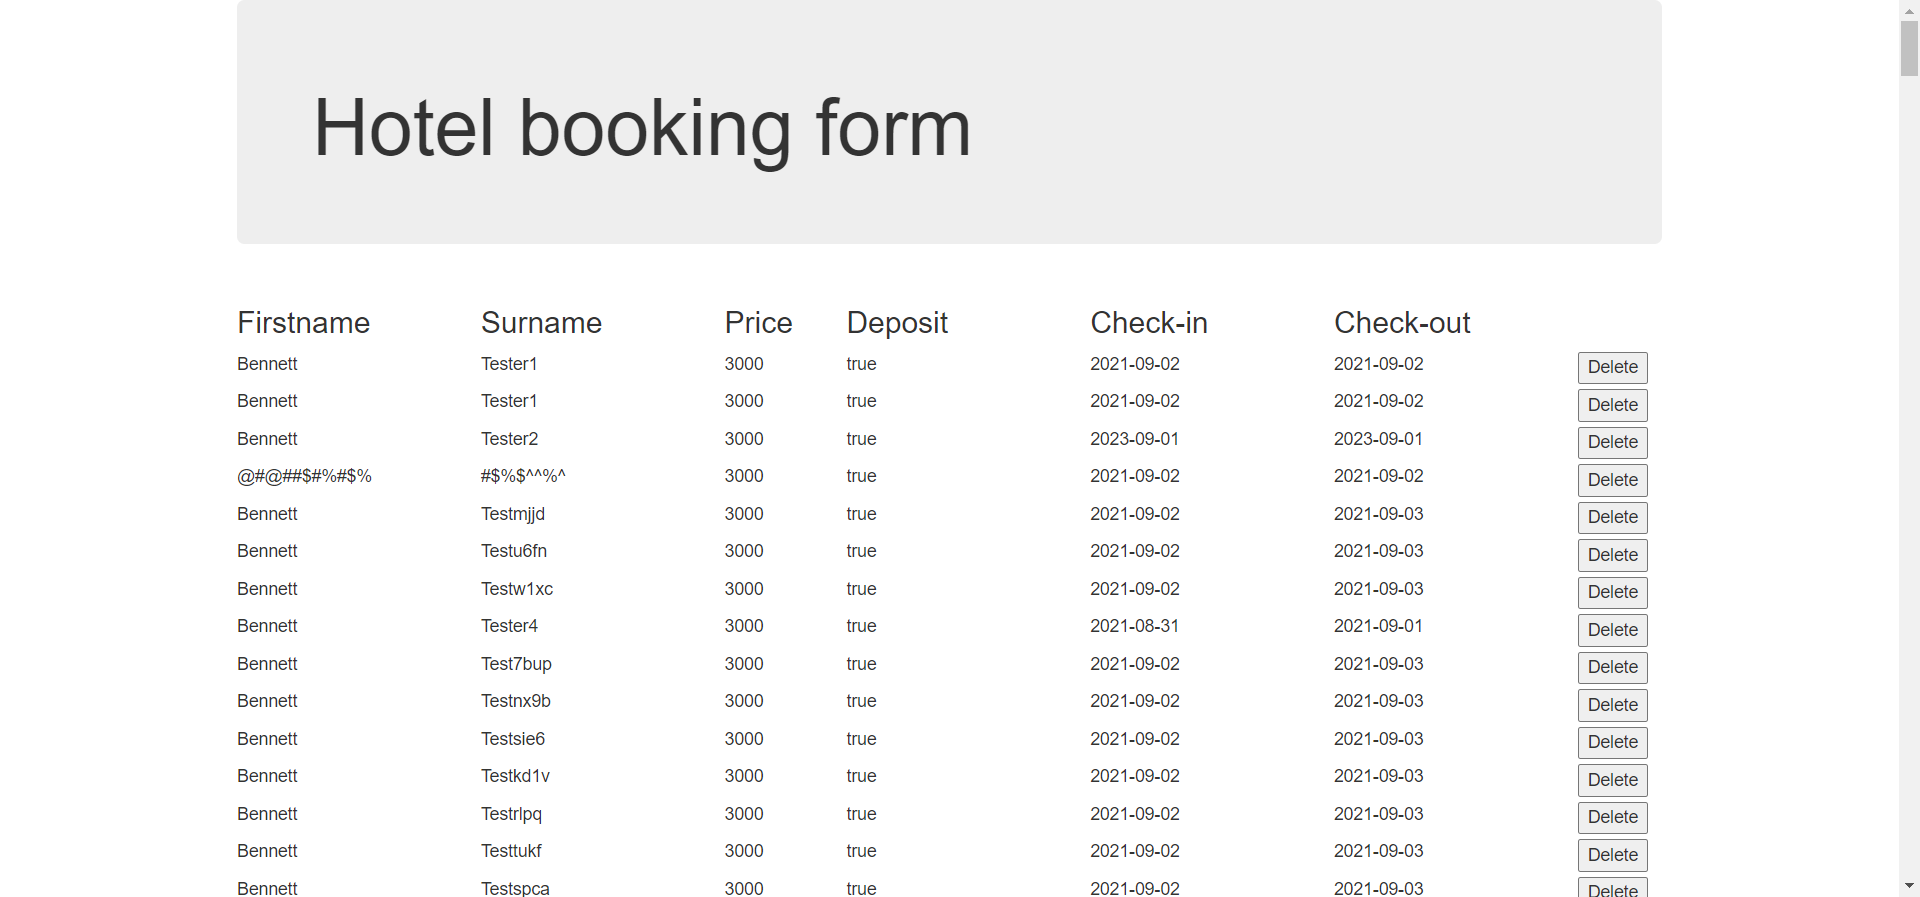 Hotel booking form
Firstname Surname Price Deposit Check-in Check-out
Bennett Tester1 3000 true 2021-09-02 2021-09-02 Delete
Bennett Tester1 3000 true 2021-09-02 2021-09-02 Delete
Bennett Tester2 3000 true 2023-09-01 2023-09-01 Delete
@#@##$#%#$% #$%$^^%^ 3000 true 2021-09-02 2021-09-02 Delete
Bennett Testmjjd 3000 true 2021-09-02 2021-09-03 Delete
Bennett Testu6fn 3000 true 2021-09-02 2021-09-03 Delete
Bennett Testw1xc 3000 true 2021-09-02 2021-09-03 Delete
Bennett Tester4 3000 true 2021-08-31 2021-09-01 Delete
Bennett Test7bup 3000 true 2021-09-02 2021-09-03 Delete
Bennett Testnx9b 3000 true 2021-09-02 2021-09-03 Delete
Bennett Testsie6 3000 true 2021-09-02 2021-09-03 Delete
Bennett Testkd1v 3000 true 2021-09-02 2021-09-03 Delete
Bennett Testrlpq 3000 true 2021-09-02 2021-09-03 Delete
Bennett Testtukf 3000 true 2021-09-02 2021-09-03 Delete
Bennett Testspca 3000 true 2021-09-02 2021-09-03 Delete